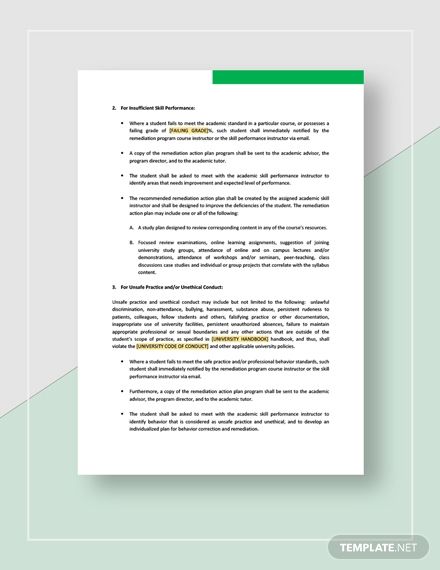 2. For Insufficient Skill Performance:
• Where a student fails to meet the academic standard in a particular course, or possesses a
failing grade of [FAILING GRADE]%, such student shall immediately notified by the
remediation program course instructor or the skill performance instructor via email.
• A copy of the remediation action plan program shall be sent to the academic advisor, the
program director, and to the academic tutor.
• The student shall be asked to meet with the academic skill performance instructor to
identify areas that needs improvement and expected level of performance.
• The recommended remediation action plan shall be created by the assigned academic skill
instructor and shall be designed to improve the deficiencies of the student. The remediation
action plan may include one or all of the following:
A. A study plan designed to review corresponding content in any of the course's resources.
B. Focused review examinations, online learning assignments, suggestion of joining
university study groups, attendance of online and on campus lectures and/or
demonstrations, attendance of workshops and/or seminars, peer-teaching, class
discussions case studies and individual or group projects that correlate with the syllabus
content.
3. For Unsafe Practice and/or Unethical Conduct:
Unsafe practice and unethical conduct may include but not limited to the following: unlawful
discrimination, non-attendance, bullying, harassment, substance abuse, persistent rudeness to
patients, colleagues, fellow students and others, falsifying practice or other documentation,
inappropriate use of university facilities, persistent unauthorized absences, failure to maintain
appropriate professional or sexual boundaries and any other actions that are outside of the
student's scope of practice, as specified in [UNIVERSITY HANDBOOK] handbook, and thus, shall
violate the [UNIVERSITY CODE OF CONDUCT] and other applicable university policies.
• Where a student fails to meet the safe practice and/or professional behavior standards, such
student shall immediately notified by the remediation program course instructor or the skill
performance instructor via email.
• Furthermore, a copy of the remediation action plan program shall be sent to the academic
advisor, the program director, and to the academic tutor.
• The student shall be asked to meet with the academic skill performance instructor to
identify behavior that is considered as unsafe practice and unethical, and to develop an
individualized plan for behavior correction and remediation.
TEMPLATE.NET